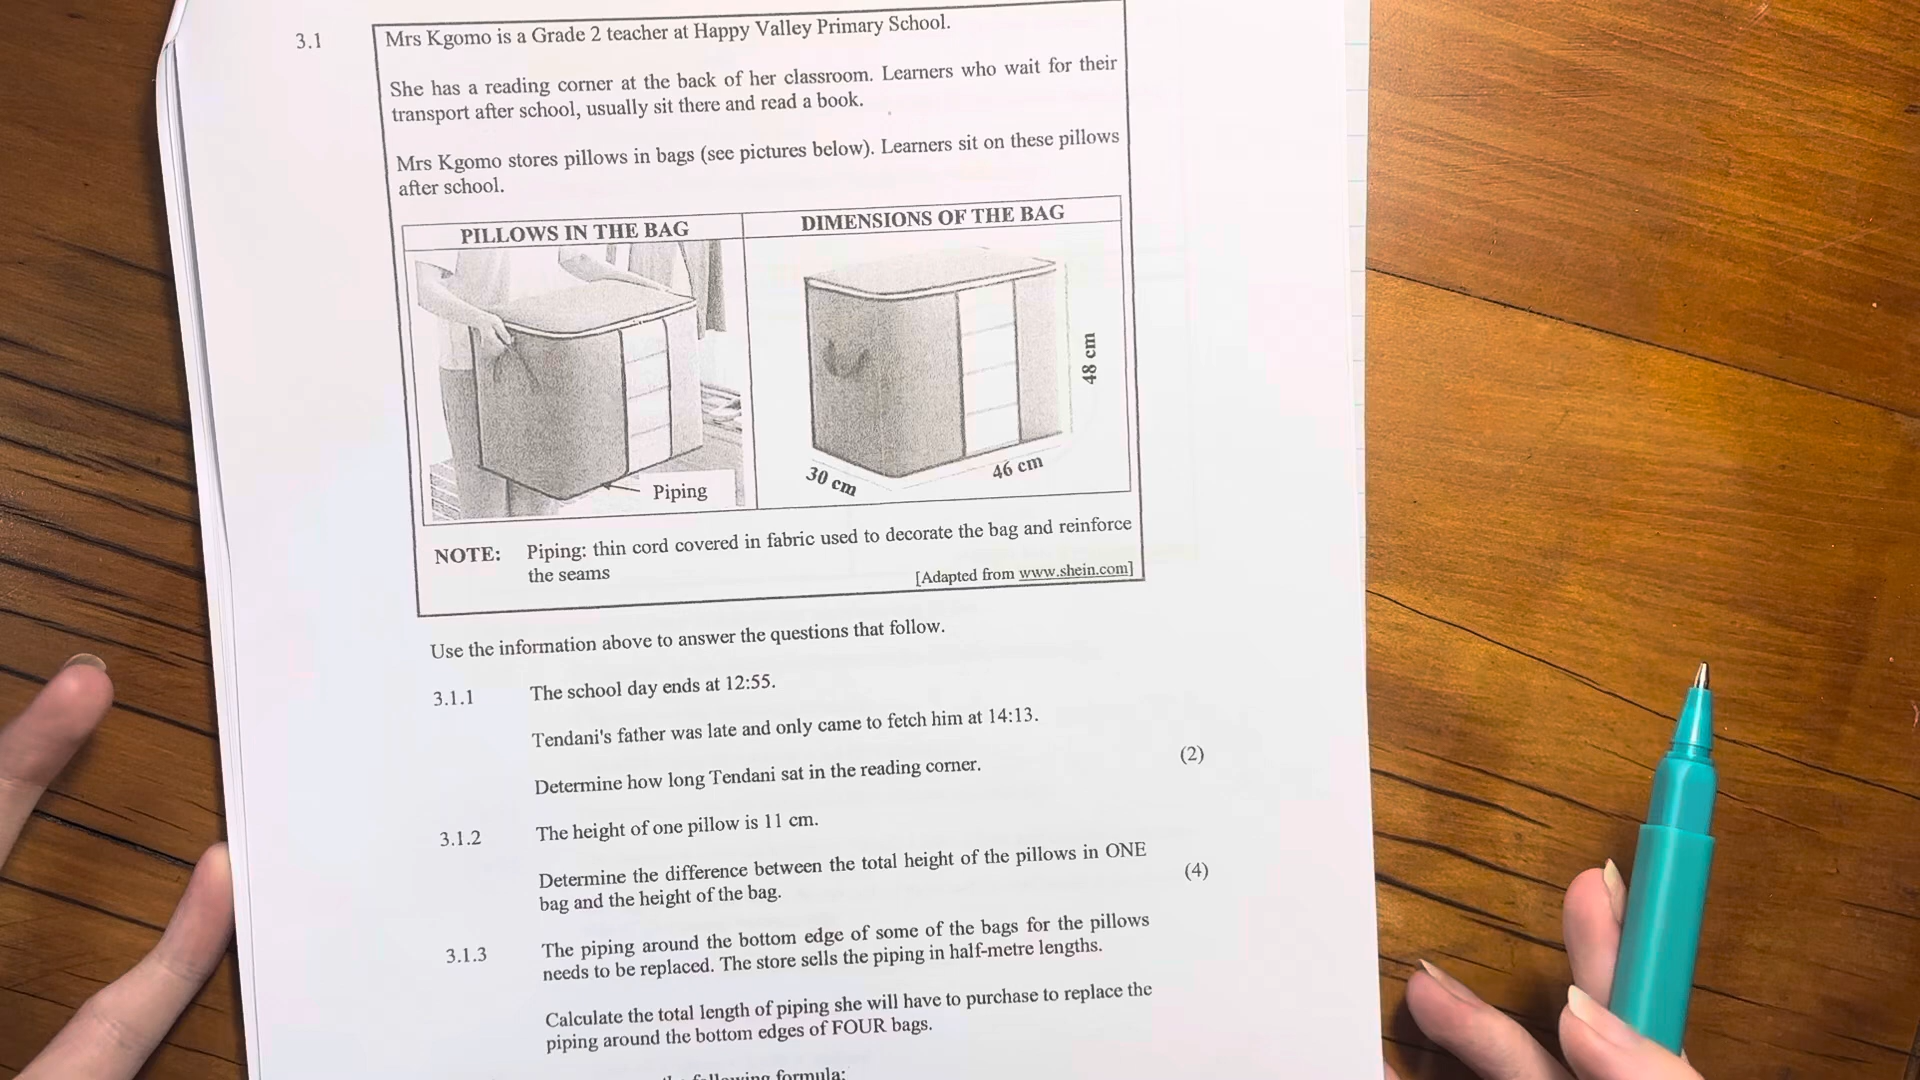 3.1
Mrs Kgomo is a Grade 2 teacher at Happy Valley Primary School.
She has a reading corner at the back of her classroom. Learners who wait for their
transport after school, usually sit there and read a book.
Mrs Kgomo stores pillows in bags (see pictures below). Learners sit on these pillows
after school.
PILLOWS IN THE BAG
DIMENSIONS OF THE BAG
Piping
48 cm
30 cm
46 cm
NOTE: Piping: thin cord covered in fabric used to decorate the bag and reinforce
the seams
[Adapted from www.shein.com]
Use the information above to answer the questions that follow.
3.1.1 The school day ends at 12:55.
Tendani's father was late and only came to fetch him at 14:13.
Determine how long Tendani sat in the reading corner. (2)
3.1.2 The height of one pillow is 11 cm.
Determine the difference between the total height of the pillows in ONE
bag and the height of the bag. (4)
3.1.3 The piping around the bottom edge of some of the bags for the pillows
needs to be replaced. The store sells the piping in half-metre lengths.
Calculate the total length of piping she will have to purchase to replace the
piping around the bottom edges of FOUR bags.
following formula: